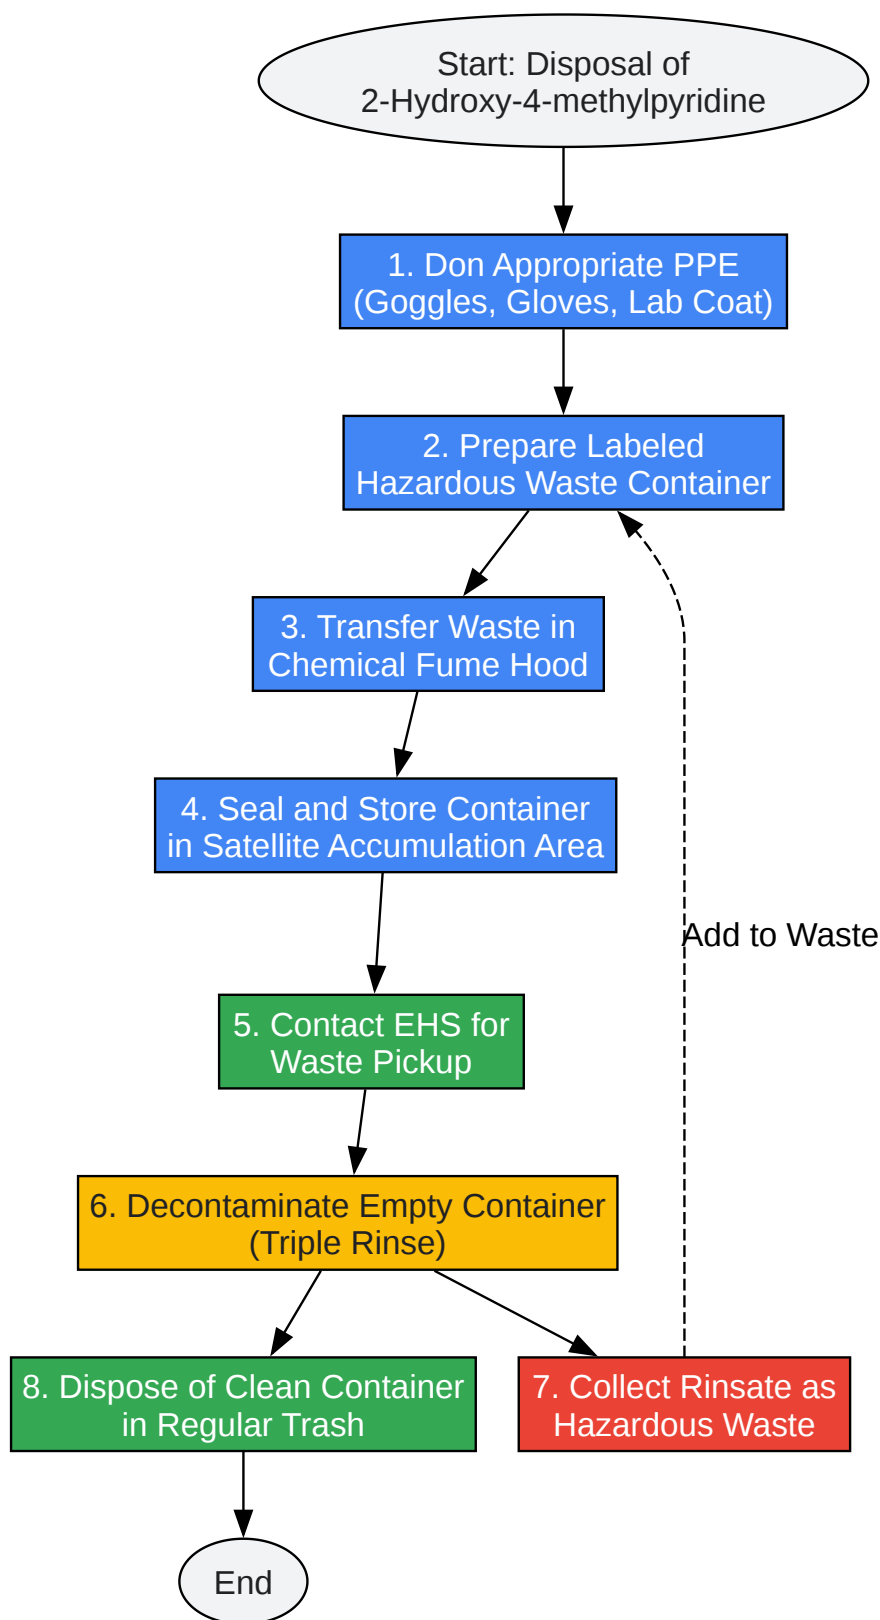 Start: Disposal of
2-Hydroxy-4-methylpyridine
1. Don Appropriate PPE
(Goggles, Gloves, Lab Coat)
2. Prepare Labeled
Hazardous Waste Container
3. Transfer Waste in
Chemical Fume Hood
4. Seal and Store Container
in Satellite Accumulation Area
Add to Waste
5. Contact EHS for
Waste Pickup
6. Decontaminate Empty Container
(Triple Rinse)
8. Dispose of Clean Container
in Regular Trash
7. Collect Rinsate as
Hazardous Waste
End